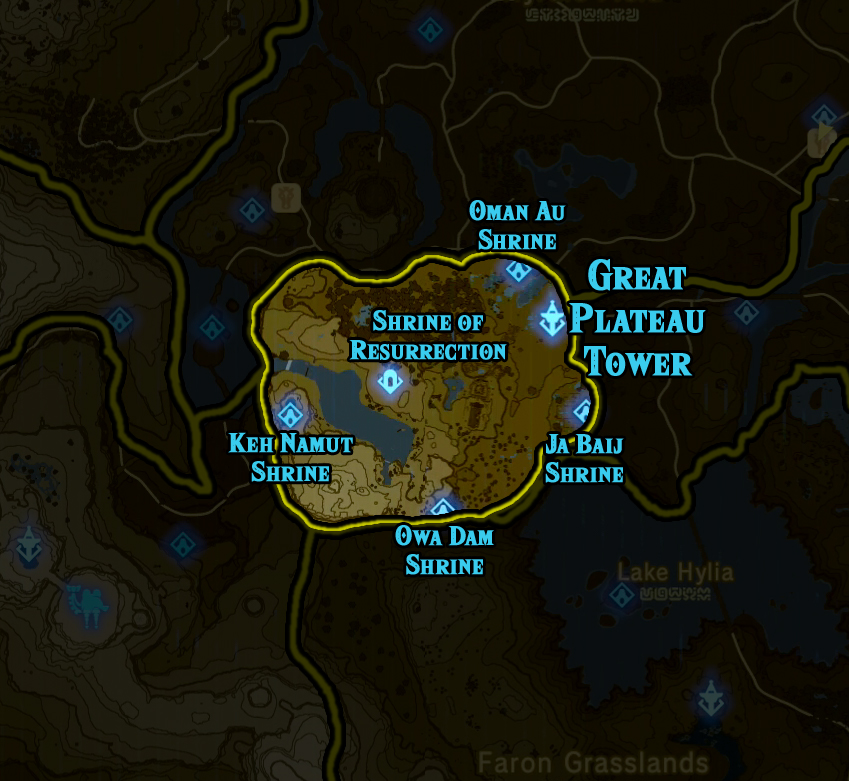 Oman Au
Shrine
Great
Plateau
Tower
Shrine of
Resurrection
Keh Namut
Shrine
Ja Baij
Shrine
Owa Dam
Shrine
Lake Hylia
Faron Grasslands